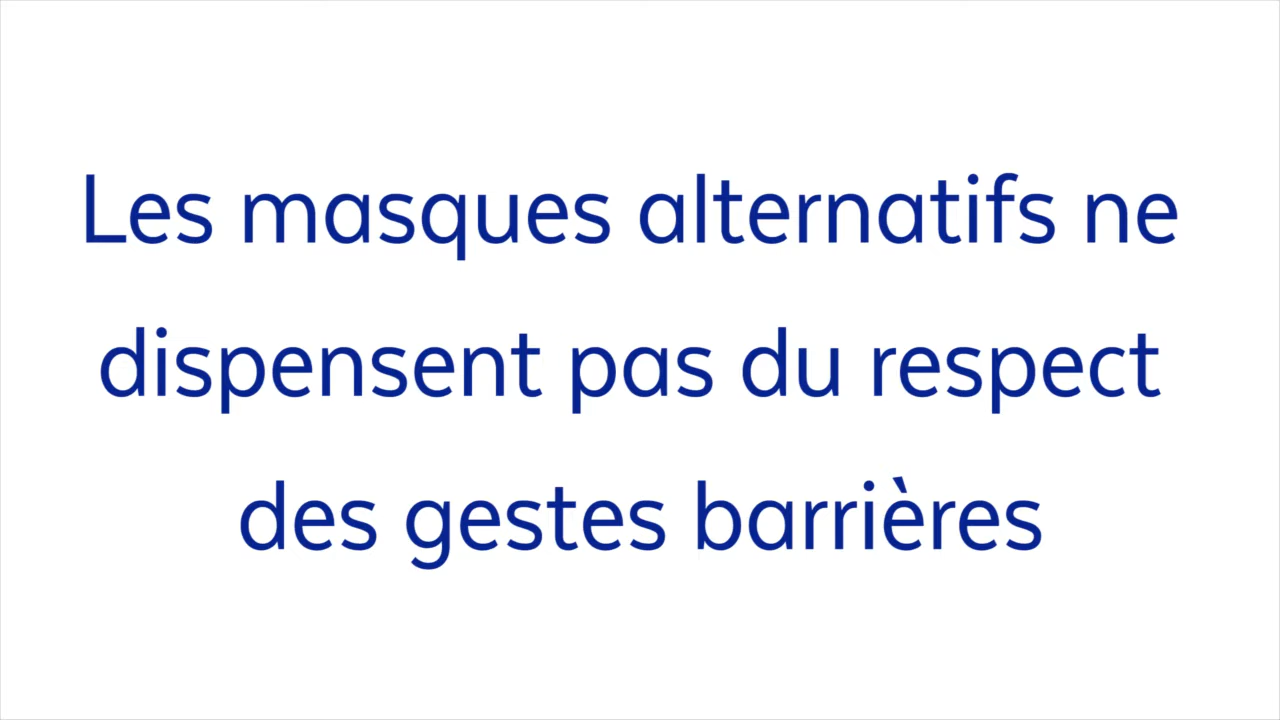 Les masques alternatifs ne
dispensent pas du respect
des gestes barrières